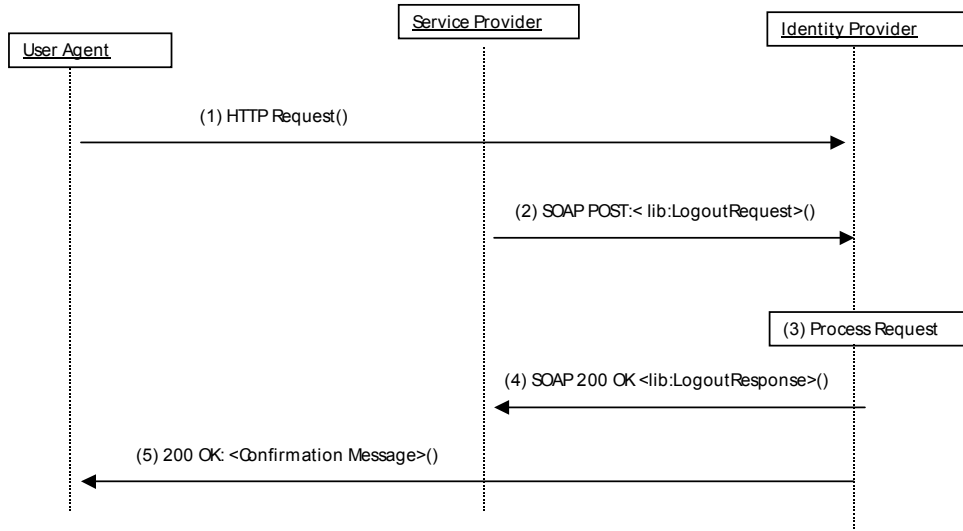 Service Provider
Identity Provider
User Agent
(1) HTTP Request()
(2) SOAP POST:< lib:LogoutRequest>()
(3) Process Request
(4) SOAP 200 OK <lib:LogoutResponse>()
(5) 200 OK: <Confirmation Message>()